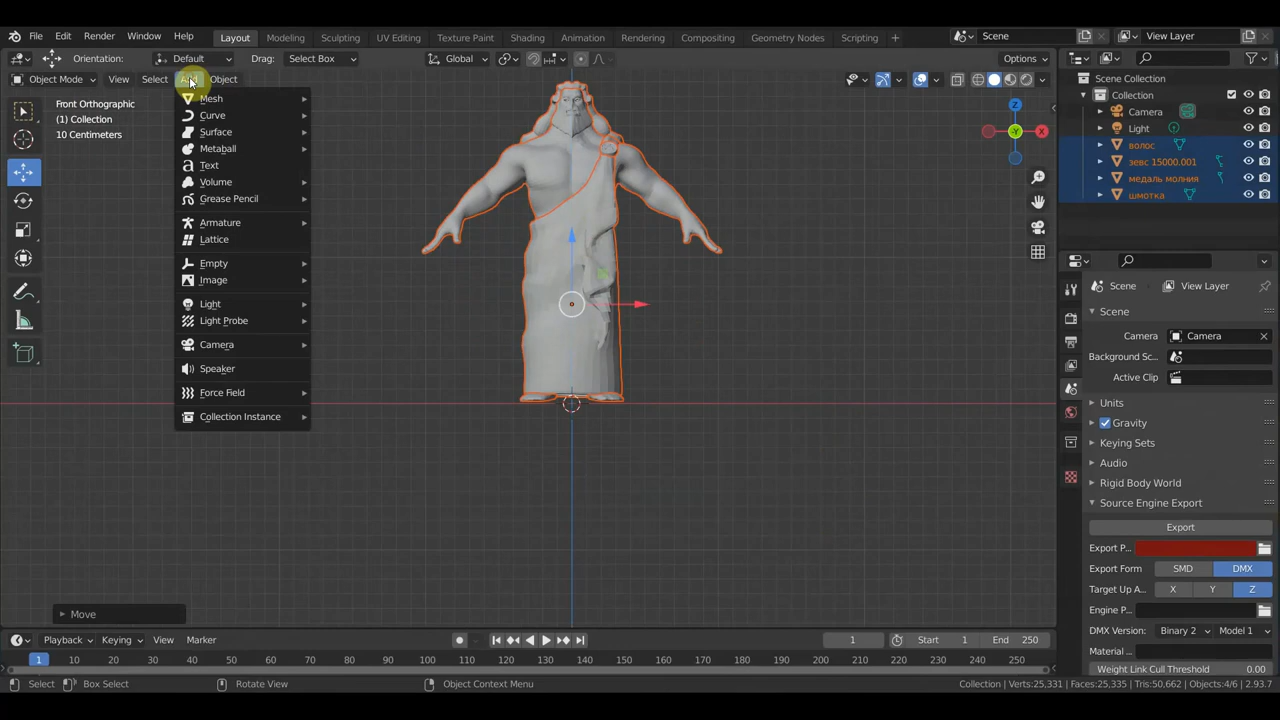 File Edit Render Window Help Layout Modeling Sculpting UV Editing Texture Paint Shading Animation Rendering Compositing Geometry Nodes Scripting + Scene View Layer
Orientation: Default Drag: Select Box Global Options
Object Mode View Select Add Object
Front Orthographic
(1) Collection
10 Centimeters
Mesh
Curve
Surface
Metaball
Text
Volume
Grease Pencil
Armature
Lattice
Empty
Image
Light
Light Probe
Camera
Speaker
Force Field
Collection Instance
Z
X
Y
Move
Scene Collection
Collection
Camera
Light
волос
зевс 15000.001
медаль молния
шмотка
Scene View Layer
Scene
Camera Camera
Background Sc...
Active Clip
Units
Gravity
Keying Sets
Audio
Rigid Body World
Source Engine Export
Export
Export P...
Export Form SMD DMX
Target Up A... X Y Z
Engine P...
DMX Version: Binary 2 Model 1
Material ...
Weight Link Cull Threshold 0.00
Playback Keying View Marker 1 Start 1 End 250
1 10 20 30 40 50 60 70 80 90 100 110 120 130 140 150 160 170 180 190 200 210 220 230 240 250
Select Box Select Rotate View Object Context Menu Collection | Verts:25,331 | Faces:25,335 | Tris:50,662 | Objects:4/6 | 2.93.7